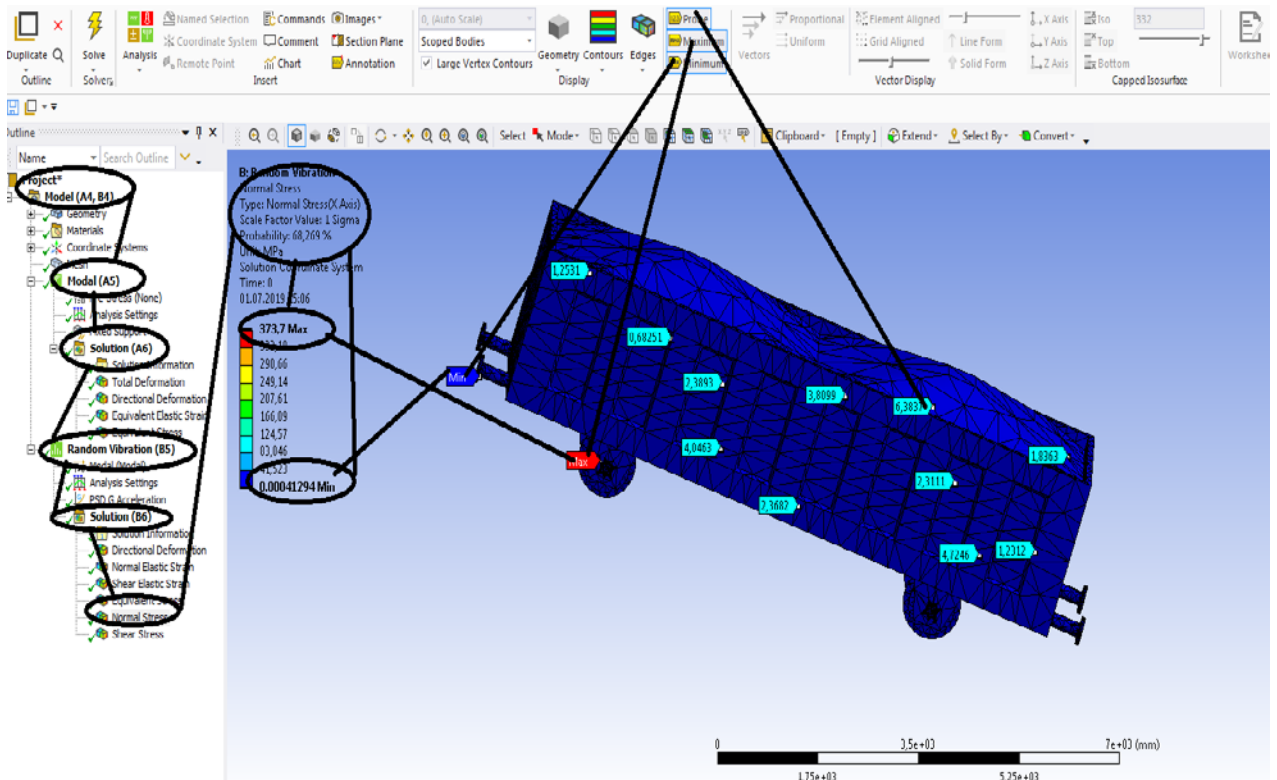 Duplicate
Outline
Solve
Solvers
Analysis
Named Selection
Coordinate System
Remote Point
Commands
Comment
Chart
Images
Section Plane
Annotation
Insert
0, (Auto Scale)
Scoped Bodies
Large Vertex Contours
Geometry
Contours
Edges
Display
Probe
Maximum
Minimum
Vectors
Proportional
Uniform
Element Aligned
Grid Aligned
Line Form
Solid Form
X Axis
Y Axis
Z Axis
Vector Display
Iso
332
Top
Bottom
Capped Isosurface
Workshee
Outline
Name
Search Outline
Select
Mode
Clipboard
[Empty]
Extend
Select By
Convert
Project*
Model (A4, B4)
Geometry
Materials
Coordinate Systems
Modal (A5)
(None)
Analysis Settings
Solution (A6)
Solution Information
Total Deformation
Directional Deformation
Equivalent Elastic Strain
Random Vibration (B5)
Analysis Settings
PSD G Acceleration
Solution (B6)
Solution Information
Directional Deformation
Normal Elastic Strain
Shear Elastic Strain
Normal Stress
Shear Stress
B: Random Vibration
Normal Stress
Type: Normal Stress(X Axis)
Scale Factor Value: 1 Sigma
Probability: 68,269 %
Unit: MPa
Solution Coordinate System
Time: 0
373,7 Max
290,66
249,14
207,61
166,09
124,57
0.00041294 Min
1,2531
0,68251
2,3893
3,8099
6,3837
Min
4,0463
1,8363
Max
2,3111
2,3682
4,7246
1,2312
0
3,5e+03
7e+03 (mm)
1,75e+03
5,25e+03